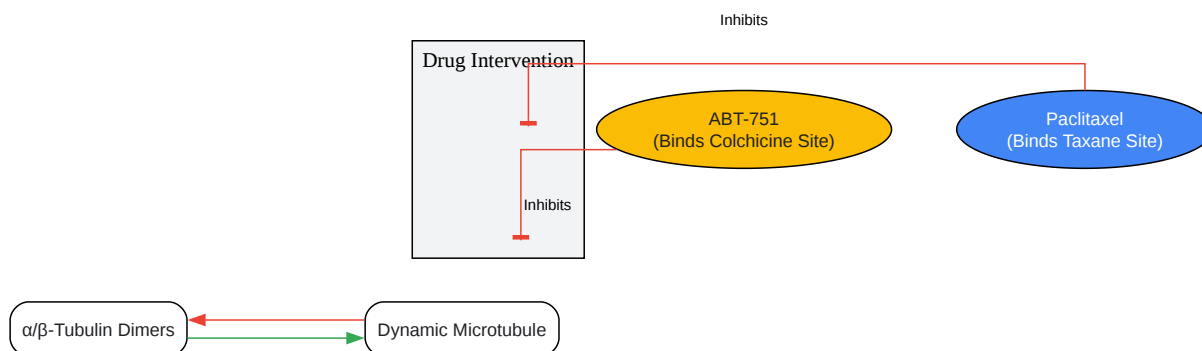 Inhibits
Drug Intervention
ABT-751
(Binds Colchicine Site)
Paclitaxel
(Binds Taxane Site)
Inhibits
α/β-Tubulin Dimers
Dynamic Microtubule